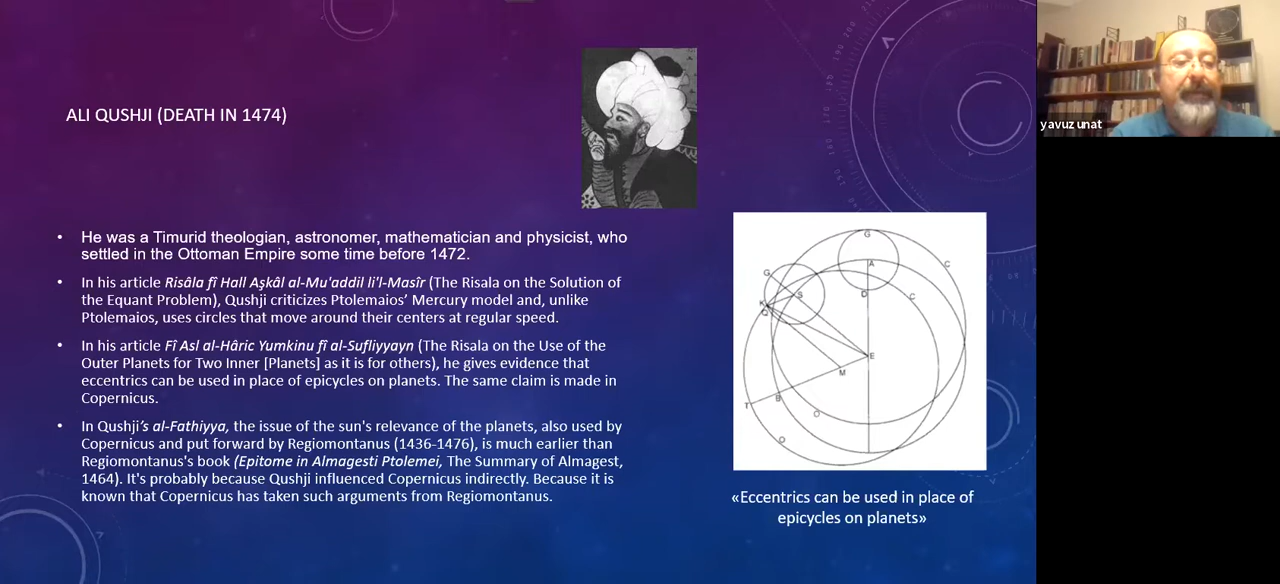 ALI QUSHJI (DEATH IN 1474)
yavuz unat
• He was a Timurid theologian, astronomer, mathematician and physicist, who
settled in the Ottoman Empire some time before 1472.
• In his article Risâla fî Hall Aşkâl al-Mu'addil li'l-Masîr (The Risala on the Solution of
the Equant Problem), Qushji criticizes Ptolemaios' Mercury model and, unlike
Ptolemaios, uses circles that move around their centers at regular speed.
• In his article Fî Asl al-Hâric Yumkinu fî al-Sufliyyayn (The Risala on the Use of the
Outer Planets for Two Inner [Planets] as it is for others), he gives evidence that
eccentrics can be used in place of epicycles on planets. The same claim is made in
Copernicus.
• In Qushji's al-Fathiyya, the issue of the sun's relevance of the planets, also used by
Copernicus and put forward by Regiomontanus (1436-1476), is much earlier than
Regiomontanus's book (Epitome in Almagesti Ptolemei, The Summary of Almagest,
1464). It's probably because Qushji influenced Copernicus indirectly. Because it is
known that Copernicus has taken such arguments from Regiomontanus.
G
A
C
G
S
D
C
K
Q
E
M
T
B
O
O
«Eccentrics can be used in place of
epicycles on planets»